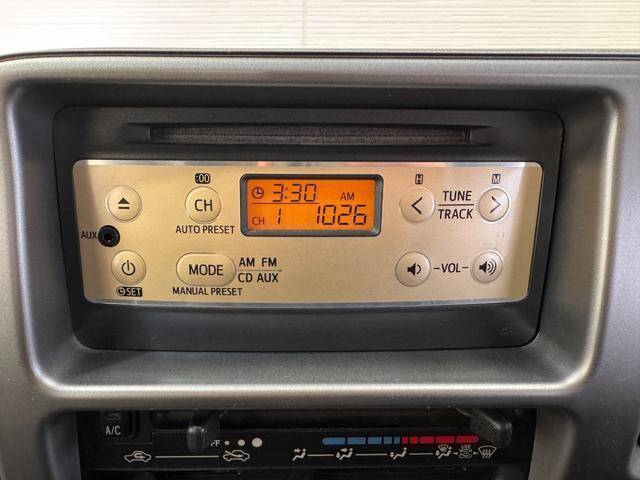 :00 H M
CH 3:30 AM TUNE
CH 1 1026 TRACK
AUTO PRESET
AUX
MODE AM FM -VOL-
CD AUX
SET MANUAL PRESET
A/C